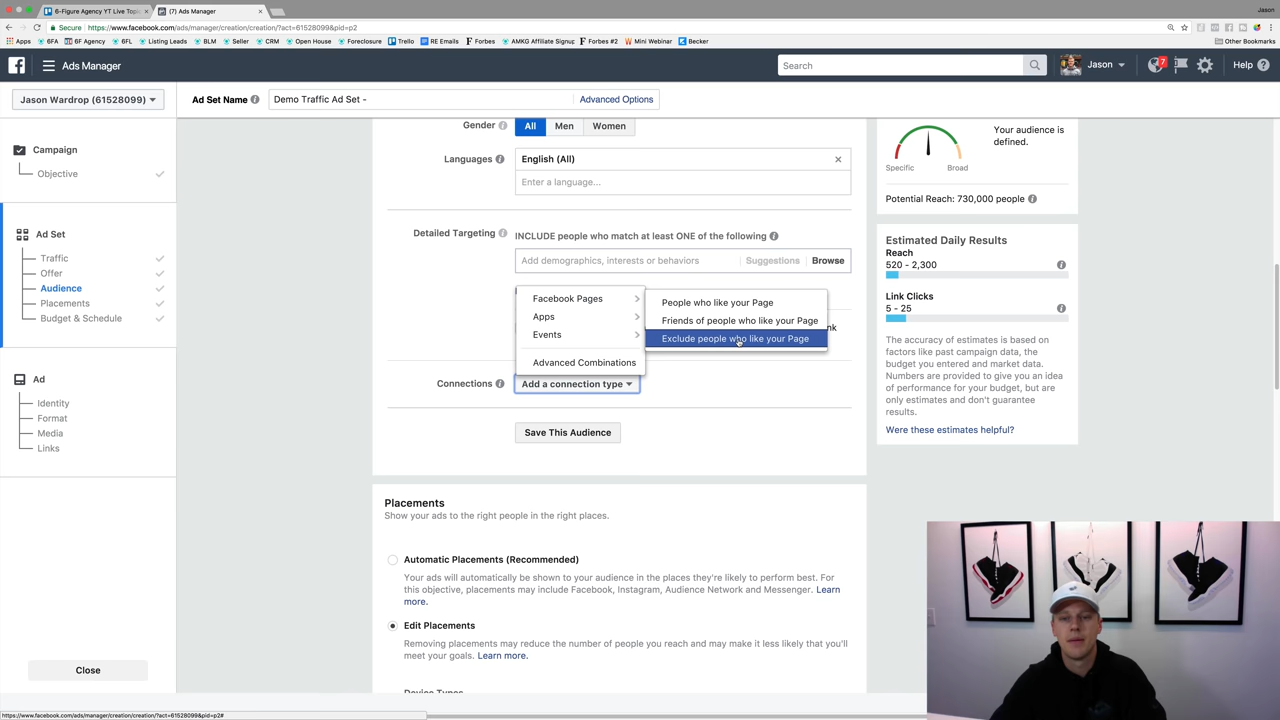 6-Figure Agency YT Live Topic
(7) Ads Manager
Jason
Secure
https://www.facebook.com/ads/manager/creation/creation/?act=61528099&pid=p2
Apps
6FA
6F Agency
6FL
Listing Leads
BLM
Seller
CRM
Open House
Foreclosure
Trello
RE Emails
Forbes
AMKG Affiliate Signup
Forbes #2
Mini Webinar
Becker
Other Bookmarks
Ads Manager
Search
Jason
7
Help
Jason Wardrop (61528099)
Ad Set Name
Demo Traffic Ad Set -
Advanced Options
Campaign
Objective
Ad Set
Traffic
Offer
Audience
Placements
Budget & Schedule
Ad
Identity
Format
Media
Links
Close
Gender
All
Men
Women
Languages
English (All)
Enter a language...
Detailed Targeting
INCLUDE people who match at least ONE of the following
Add demographics, interests or behaviors
Suggestions
Browse
Facebook Pages
Apps
Events
Advanced Combinations
People who like your Page
Friends of people who like your Page
Exclude people who like your Page
Connections
Add a connection type
Save This Audience
Placements
Show your ads to the right people in the right places.
Automatic Placements (Recommended)
Your ads will automatically be shown to your audience in the places they're likely to perform best. For
this objective, placements may include Facebook, Instagram, Audience Network and Messenger. Learn
more.
Edit Placements
Removing placements may reduce the number of people you reach and may make it less likely that you'll
meet your goals. Learn more.
Device Types
Specific
Broad
Your audience is
defined.
Potential Reach: 730,000 people
Estimated Daily Results
Reach
520 - 2,300
Link Clicks
5 - 25
The accuracy of estimates is based on
factors like past campaign data, the
budget you entered and market data.
Numbers are provided to give you an idea
of performance for your budget, but are
only estimates and don't guarantee
results.
Were these estimates helpful?
https://www.facebook.com/ads/manager/creation/creation/?act=61528099&pid=p2#